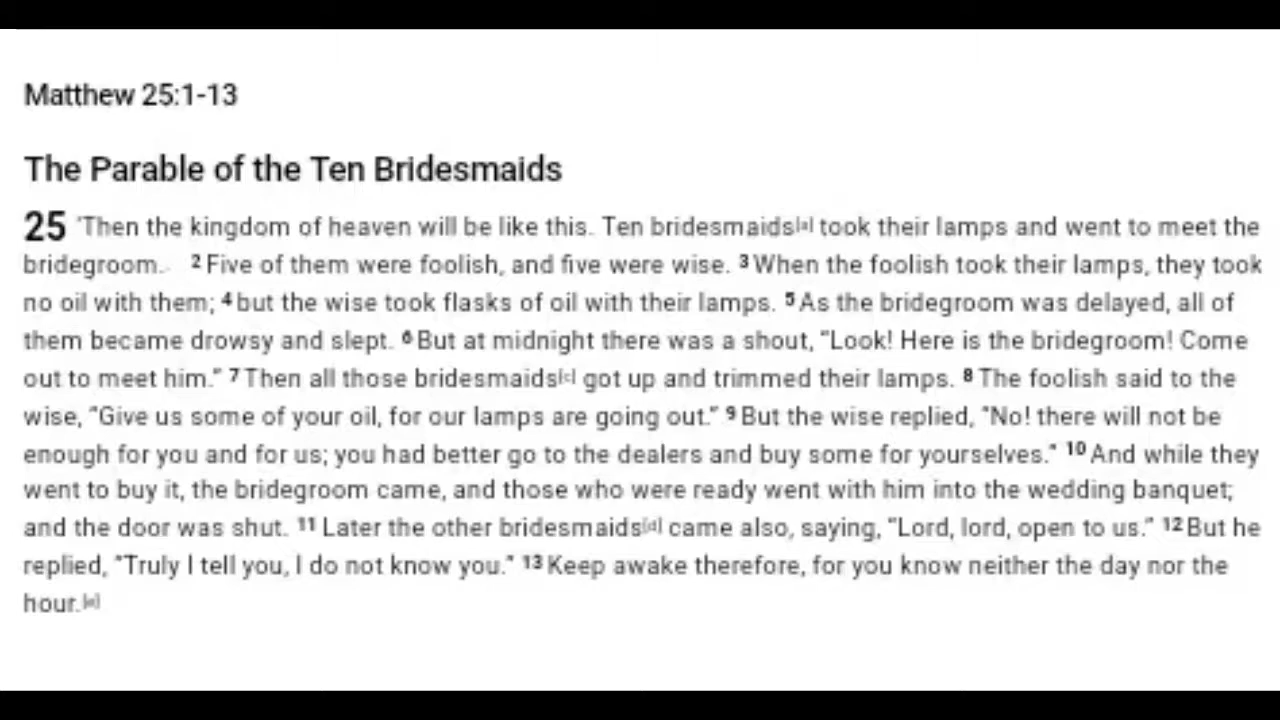 Matthew 25:1-13
The Parable of the Ten Bridesmaids
25 'Then the kingdom of heaven will be like this. Ten bridesmaids[a] took their lamps and went to meet the
bridegroom. 2 Five of them were foolish, and five were wise. 3 When the foolish took their lamps, they took
no oil with them; 4 but the wise took flasks of oil with their lamps. 5 As the bridegroom was delayed, all of
them became drowsy and slept. 6 But at midnight there was a shout, "Look! Here is the bridegroom! Come
out to meet him." 7 Then all those bridesmaids[c] got up and trimmed their lamps. 8 The foolish said to the
wise, "Give us some of your oil, for our lamps are going out." 9 But the wise replied, "No! there will not be
enough for you and for us; you had better go to the dealers and buy some for yourselves." 10 And while they
went to buy it, the bridegroom came, and those who were ready went with him into the wedding banquet;
and the door was shut. 11 Later the other bridesmaids[d] came also, saying, "Lord, lord, open to us." 12 But he
replied, "Truly I tell you, I do not know you." 13 Keep awake therefore, for you know neither the day nor the
hour.[e]